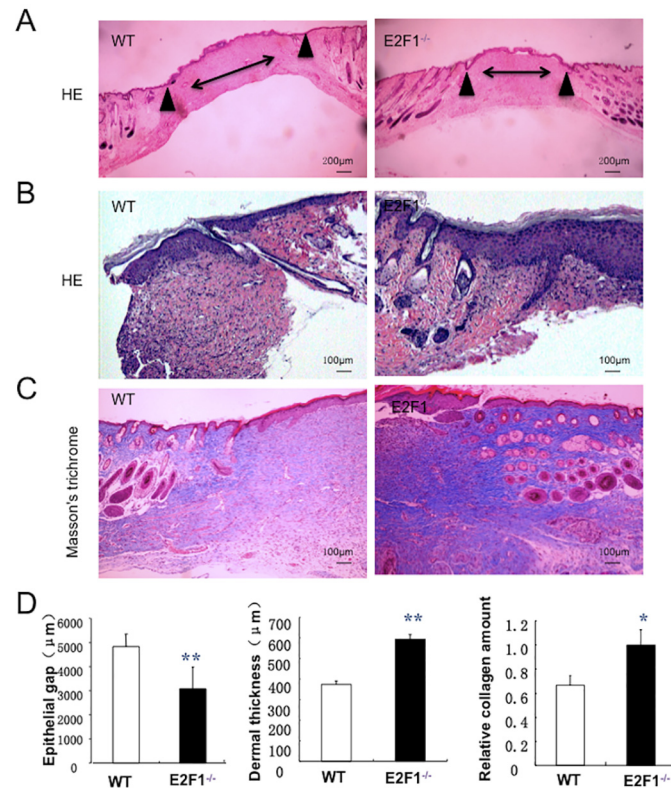 A
WT
E2F1-/-
HE
200μm
200μm
B
WT
E2F1
HE
100μm
100μm
C
WT
E2F1
Masson's trichrome
100μm
100μm
D
Epithelial gap (μm)
6000
5000
4000
3000
2000
1000
0
**
WT
E2F1-/-
Dermal thickness (μm)
700
600
500
400
300
200
100
0
**
WT
E2F1-/-
Relative collagen amount
1.2
1.0
0.8
0.6
0.4
0.2
0
*
WT
E2F1-/-